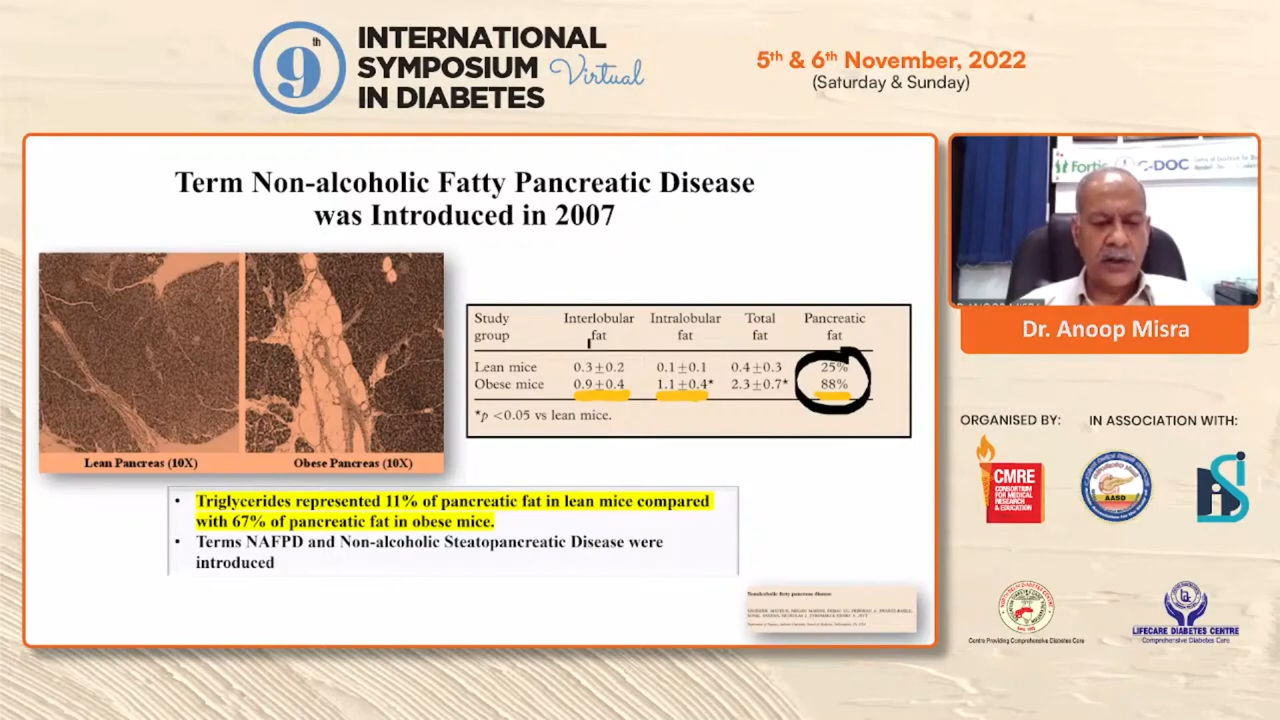 9th
INTERNATIONAL
SYMPOSIUM Virtual
IN DIABETES
5th & 6th November, 2022
(Saturday & Sunday)
Term Non-alcoholic Fatty Pancreatic Disease
was Introduced in 2007
Lean Pancreas (10X)
Obese Pancreas (10X)
Study group Interlobular fat Intralobular fat Total fat Pancreatic fat
Lean mice 0.3±0.2 0.1±0.1 0.4±0.3 25%
Obese mice 0.9±0.4 1.1±0.4* 2.3±0.7* 88%
*p <0.05 vs lean mice.
• Triglycerides represented 11% of pancreatic fat in lean mice compared
with 67% of pancreatic fat in obese mice.
• Terms NAFPD and Non-alcoholic Steatopancreatic Disease were
introduced
Nonalcoholic fatty pancreas disease
Fortis C-DOC
Dr. Anoop Misra
ORGANISED BY:
IN ASSOCIATION WITH:
CMRE
CONSORTIUM
FOR MEDICAL
RESEARCH
& EDUCATION
AASD
Centre Providing Comprehensive Diabetes Care
LIFECARE DIABETES CENTRE
Comprehensive Diabetes Care